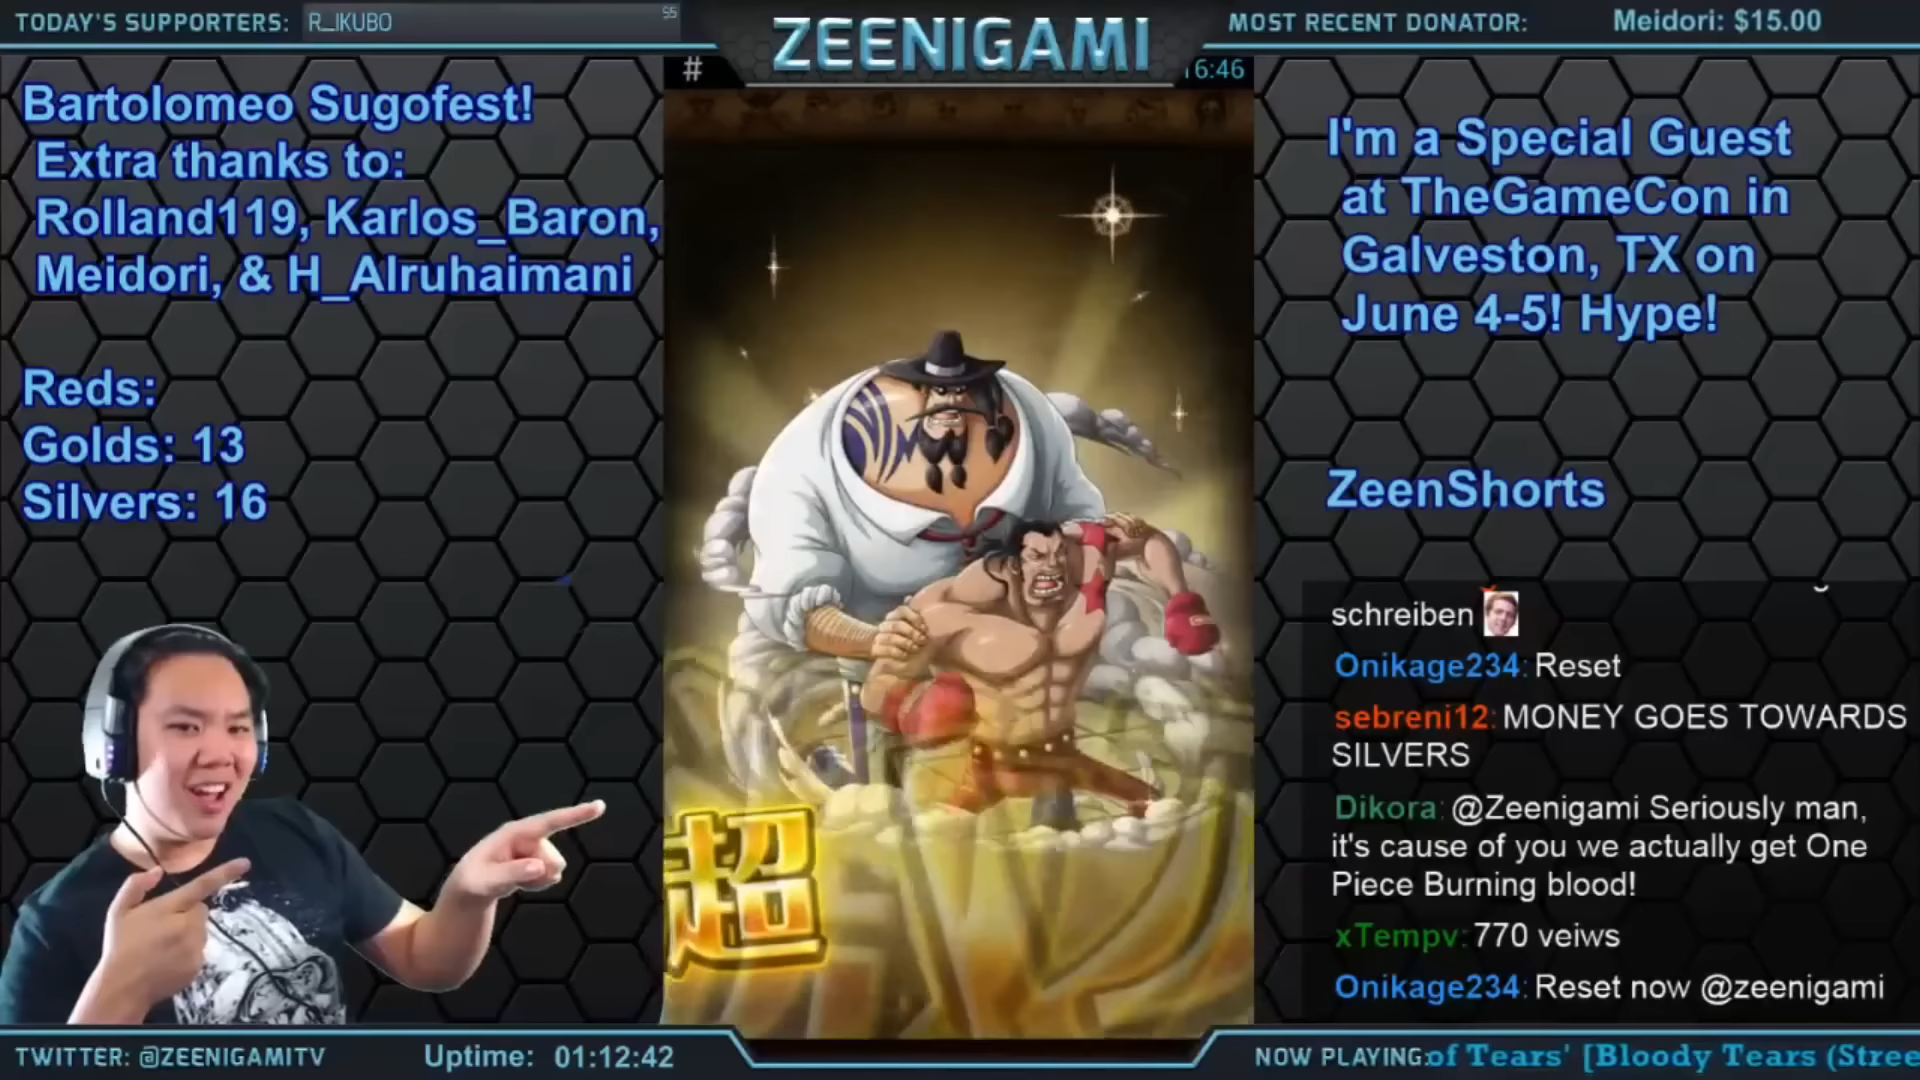 TODAY'S SUPPORTERS: R_IKUBO
$5
ZEENIGAMI
MOST RECENT DONATOR: Meidori: $15.00
#
16:46
Bartolomeo Sugofest!
Extra thanks to:
Rolland119, Karlos_Baron,
Meidori, & H_Alruhaimani
Reds:
Golds: 13
Silvers: 16
I'm a Special Guest
at TheGameCon in
Galveston, TX on
June 4-5! Hype!
ZeenShorts
schreiben
Onikage234: Reset
sebreni12: MONEY GOES TOWARDS
SILVERS
Dikora: @Zeenigami Seriously man,
it's cause of you we actually get One
Piece Burning blood!
xTempv: 770 veiws
Onikage234: Reset now @zeenigami
超
TWITTER: @ZEENIGAMITV
Uptime: 01:12:42
NOW PLAYING: of Tears' [Bloody Tears (Stree